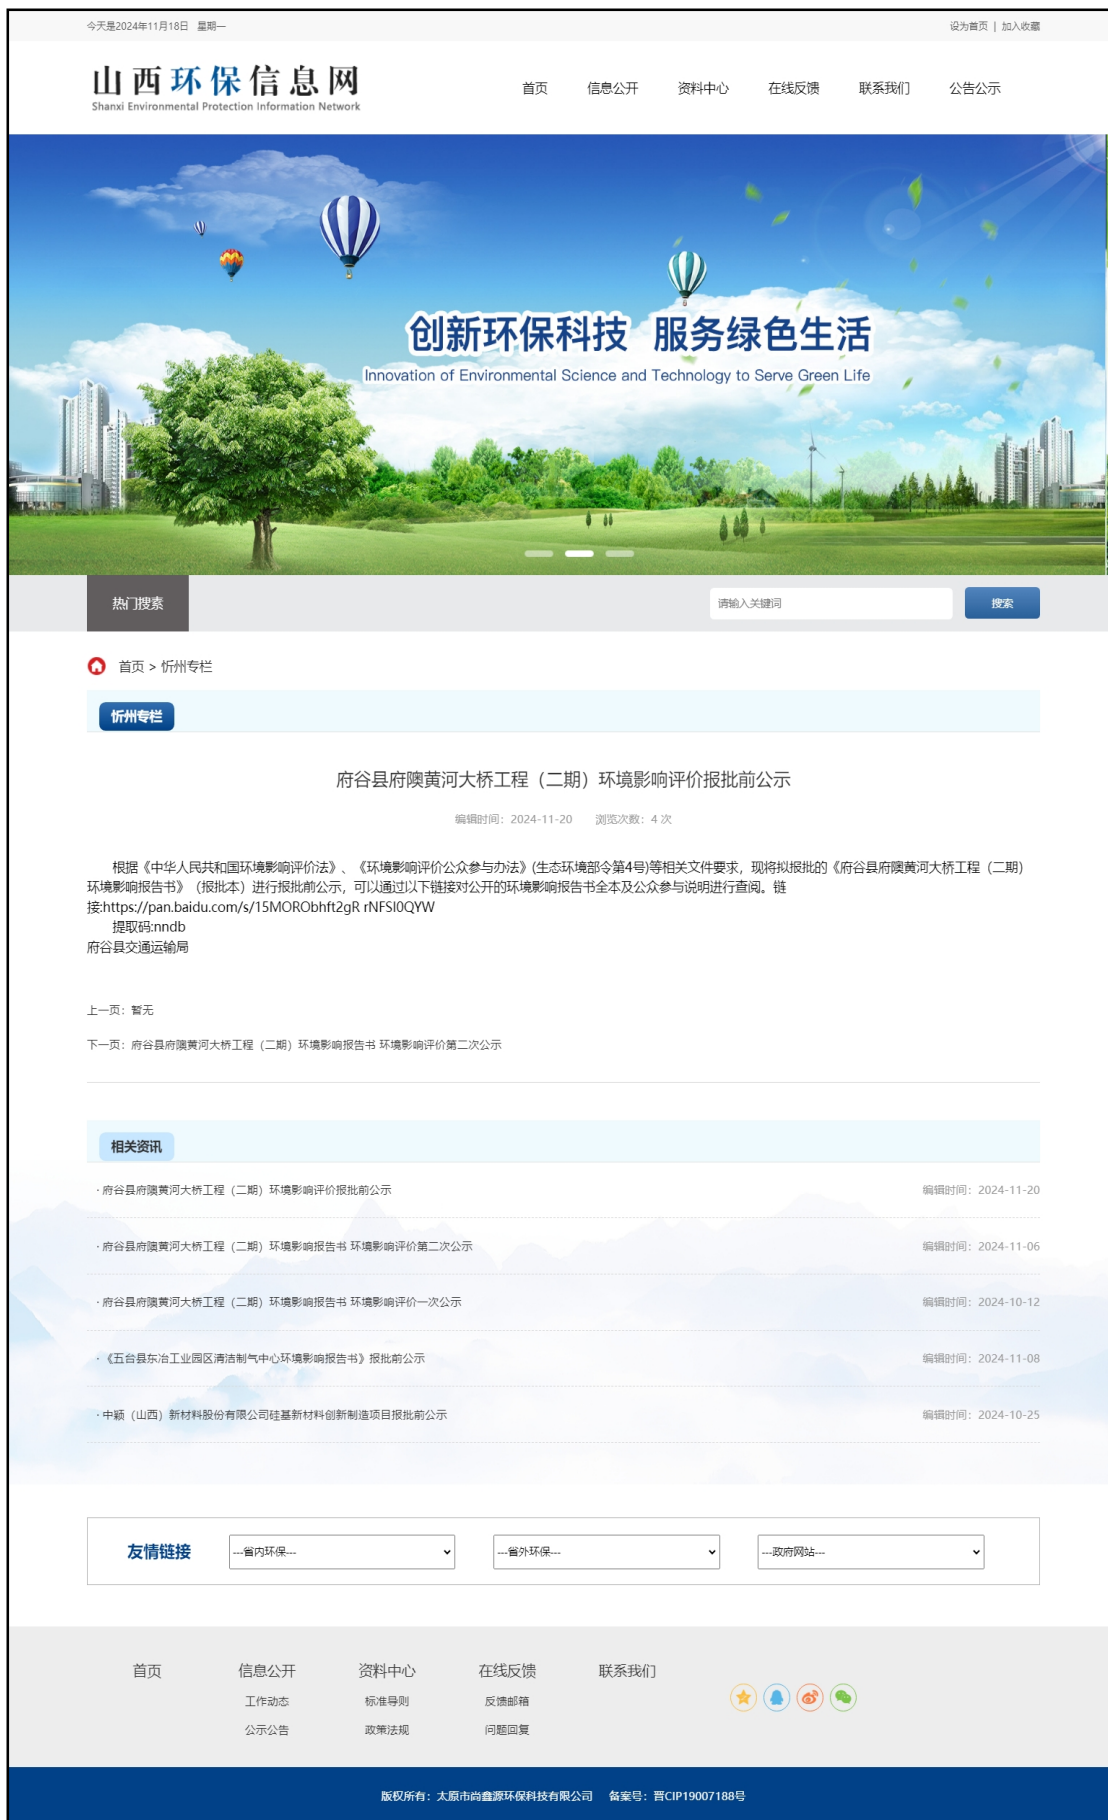 今天是2024年11月18日 星期一
设为首页 | 加入收藏
山西环保信息网
Shanxi Environmental Protection Information Network
首页 信息公开 资料中心 在线反馈 联系我们 公告公示
创新环保科技 服务绿色生活
Innovation of Environmental Science and Technology to Serve Green Life
热门搜素
请输入关键词
搜索
首页 > 忻州专栏
忻州专栏
府谷县府隩黄河大桥工程（二期）环境影响评价报批前公示
编辑时间：2024-11-20 浏览次数：4 次
根据《中华人民共和国环境影响评价法》、《环境影响评价公众参与办法》(生态环境部令第4号)等相关文件要求，现将拟报批的《府谷县府隩黄河大桥工程（二期）
环境影响报告书》（报批本）进行报批前公示，可以通过以下链接对公开的环境影响报告书全本及公众参与说明进行查阅。链
接:https://pan.baidu.com/s/15MORObhft2gR rNFSI0QYW
提取码:nndb
府谷县交通运输局
上一页：暂无
下一页：府谷县府隩黄河大桥工程（二期）环境影响报告书 环境影响评价第二次公示
相关资讯
· 府谷县府隩黄河大桥工程（二期）环境影响评价报批前公示 编辑时间：2024-11-20
· 府谷县府隩黄河大桥工程（二期）环境影响报告书 环境影响评价第二次公示 编辑时间：2024-11-06
· 府谷县府隩黄河大桥工程（二期）环境影响报告书 环境影响评价一次公示 编辑时间：2024-10-12
· 《五台县东冶工业园区清洁制气中心环境影响报告书》报批前公示 编辑时间：2024-11-08
· 中颖（山西）新材料股份有限公司硅基新材料创新制造项目报批前公示 编辑时间：2024-10-25
友情链接 ---省内环保--- ---省外环保--- ---政府网站---
首页 信息公开 资料中心 在线反馈 联系我们
工作动态 标准导则 反馈邮箱
公示公告 政策法规 问题回复
版权所有：太原市尚鑫源环保科技有限公司 备案号：晋CIP19007188号